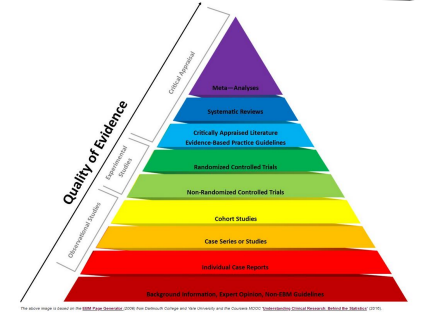 Quality of Evidence
Critical Appraisal
Experimental
Studies
Observational Studies
Meta – Analyses
Systematic Reviews
Critically Appraised Literature
Evidence-Based Practice Guidelines
Randomized Controlled Trials
Non-Randomized Controlled Trials
Cohort Studies
Case Series or Studies
Individual Case Reports
Background Information, Expert Opinion, Non-EBM Guidelines
The above image is based on the EBM Page Generator (2006) from Dartmouth College and Yale University and the Coursera MOOC 'Understanding Clinical Research: Behind the Statistics' (2016).